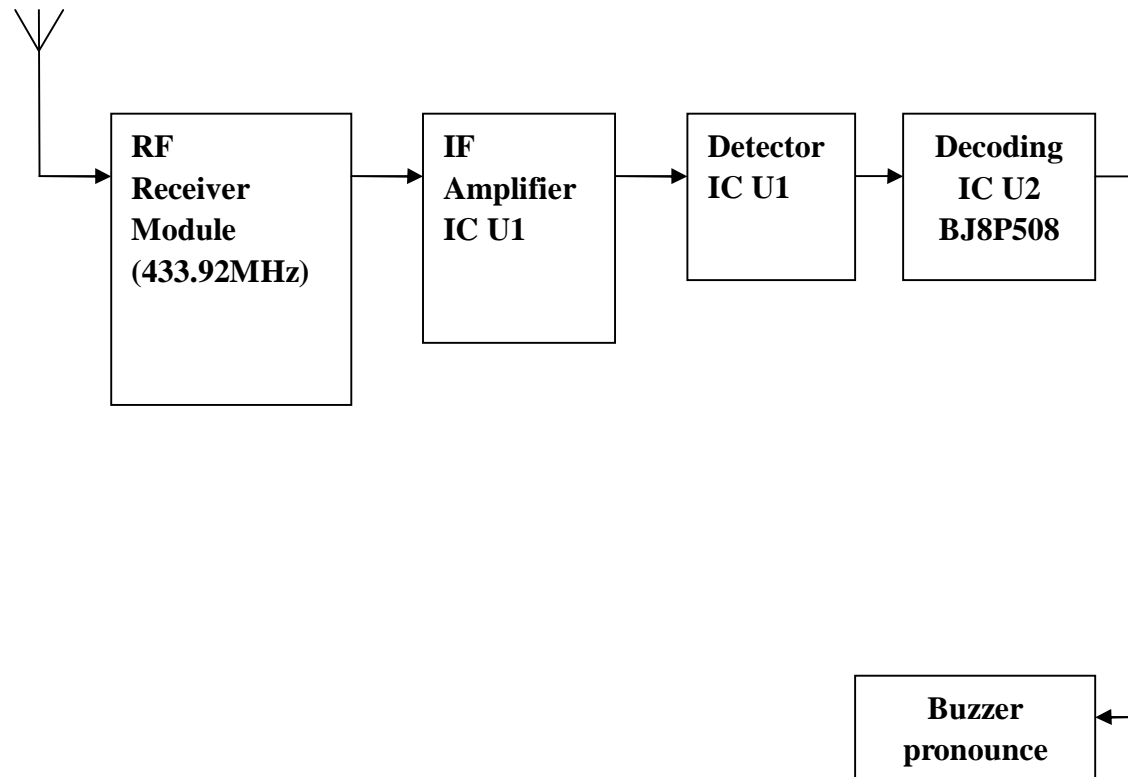 RF
Receiver
Module
(433.92MHz)
IF
Amplifier
IC U1
Detector
IC U1
Decoding
IC U2
BJ8P508
Buzzer
pronounce